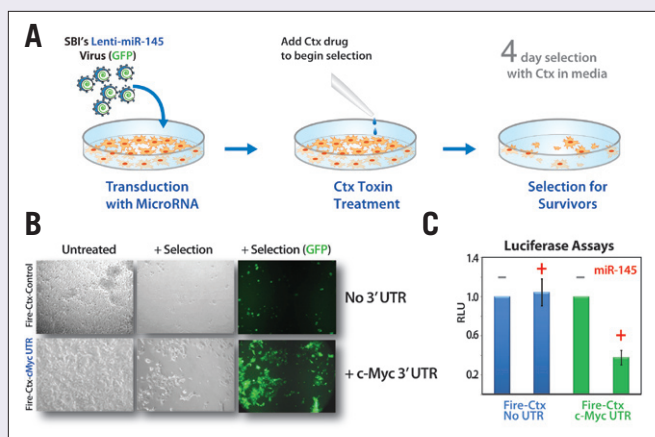 A
SBI's Lenti-miR-145
Virus (GFP)
Add Ctx drug
to begin selection
4
day selection
with Ctx in media
Transduction
with MicroRNA
Ctx Toxin
Treatment
Selection for
Survivors
B
Untreated
+ Selection
+ Selection (GFP)
Fire-Ctx-Control
No 3' UTR
Fire-Ctx-cMyc UTR
+ c-Myc 3' UTR
C
Luciferase Assays
miR-145
RLU
1.4
1.0
0.6
0.2
–
+
–
+
Fire-Ctx
No UTR
Fire-Ctx
c-Myc UTR